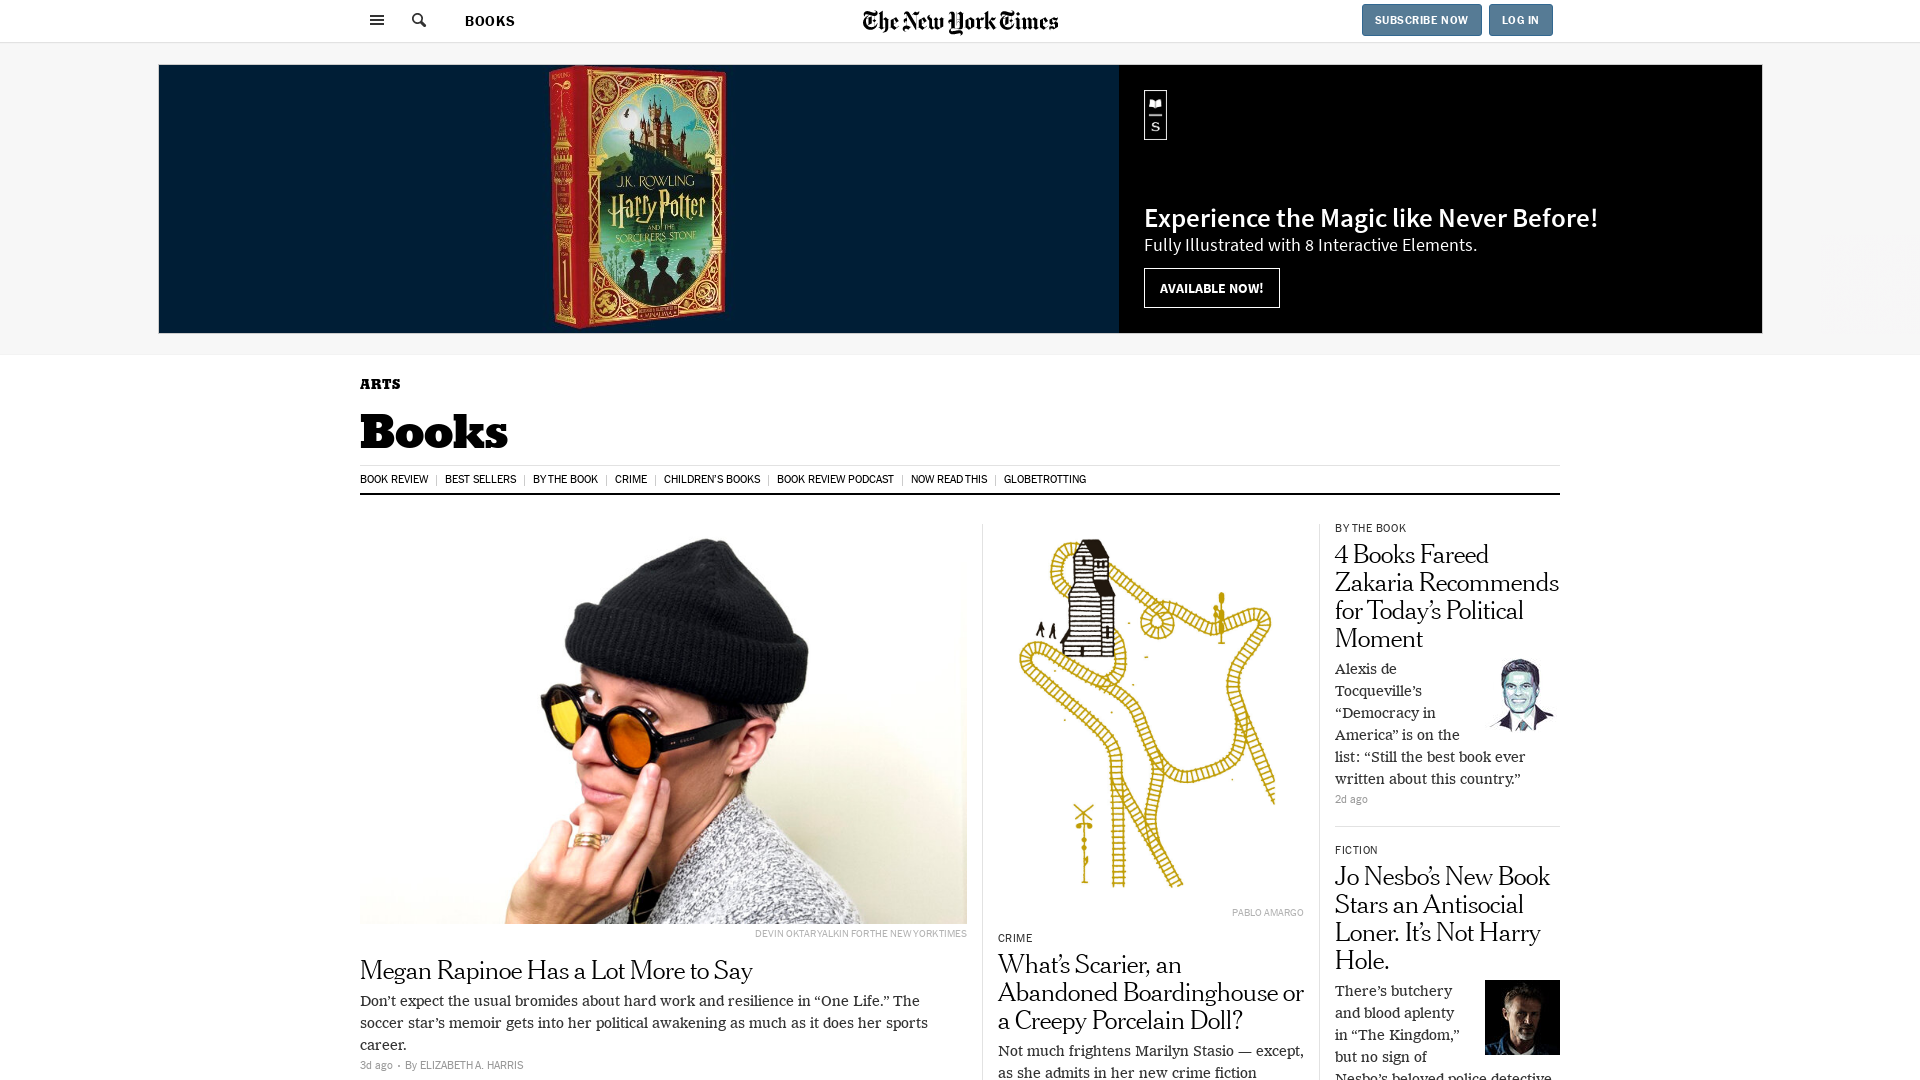 BOOKS
The New York Times
SUBSCRIBE NOW
LOG IN
J.K. ROWLING
Harry Potter
AND THE
SORCERER'S STONE
S
Experience the Magic like Never Before!
Fully Illustrated with 8 Interactive Elements.
AVAILABLE NOW!
ARTS
Books
BOOK REVIEW
BEST SELLERS
BY THE BOOK
CRIME
CHILDREN'S BOOKS
BOOK REVIEW PODCAST
NOW READ THIS
GLOBETROTTING
DEVIN OKTAR YALKIN FOR THE NEW YORK TIMES
Megan Rapinoe Has a Lot More to Say
Don’t expect the usual bromides about hard work and resilience in “One Life.” The
soccer star’s memoir gets into her political awakening as much as it does her sports
career.
3d ago • By ELIZABETH A. HARRIS
PABLO AMARGO
CRIME
What’s Scarier, an
Abandoned Boardinghouse or
a Creepy Porcelain Doll?
Not much frightens Marilyn Stasio — except,
as she admits in her new crime fiction
BY THE BOOK
4 Books Fareed
Zakaria Recommends
for Today’s Political
Moment
Alexis de
Tocqueville’s
“Democracy in
America” is on the
list: “Still the best book ever
written about this country.”
2d ago
FICTION
Jo Nesbo’s New Book
Stars an Antisocial
Loner. It’s Not Harry
Hole.
There’s butchery
and blood aplenty
in “The Kingdom,”
but no sign of
Nesbo’s beloved police detective